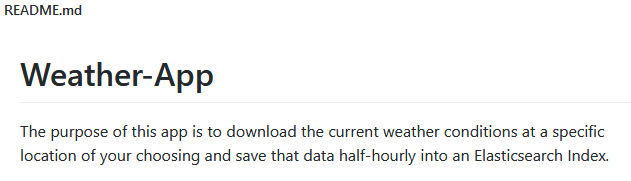 README.md
Weather-App
The purpose of this app is to download the current weather conditions at a specific
location of your choosing and save that data half-hourly into an Elasticsearch Index.